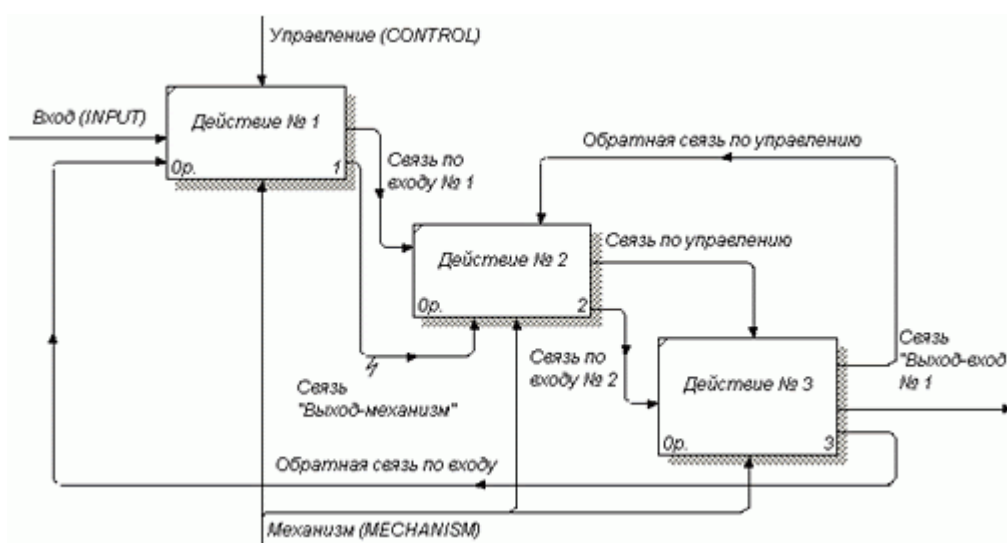 Управление (CONTROL)
Вход (INPUT)
Действие № 1
0р.
1
Связь по
входу № 1
Обратная связь по управлению
Действие № 2
0р.
2
Связь по управлению
Связь
"Выход-механизм"
Связь по
входу № 2
Действие № 3
0р.
3
Связь
"Выход-вход
№ 1
Обратная связь по входу
Механизм (MECHANISM)